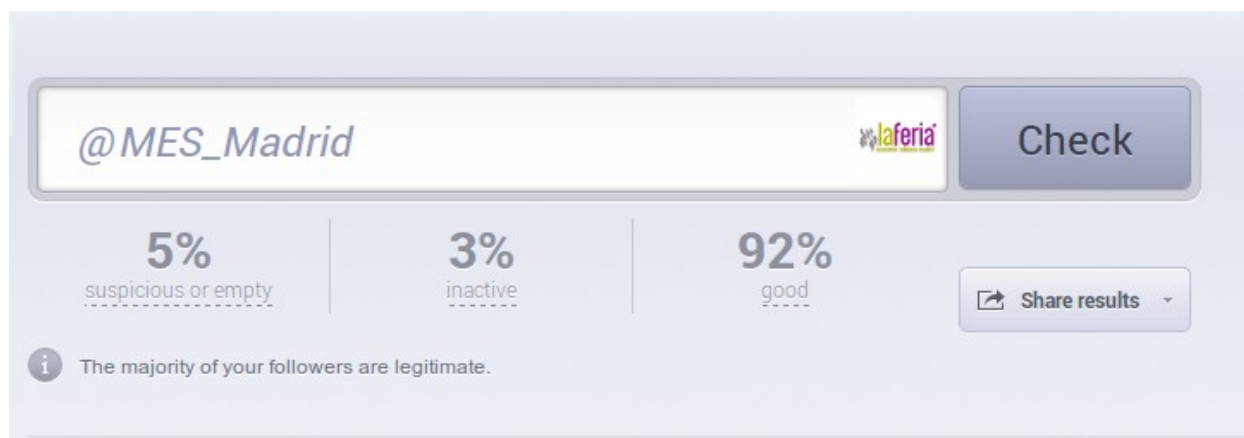 @MES_Madrid
laferia
Check
5%
suspicious or empty
3%
inactive
92%
good
Share results
The majority of your followers are legitimate.